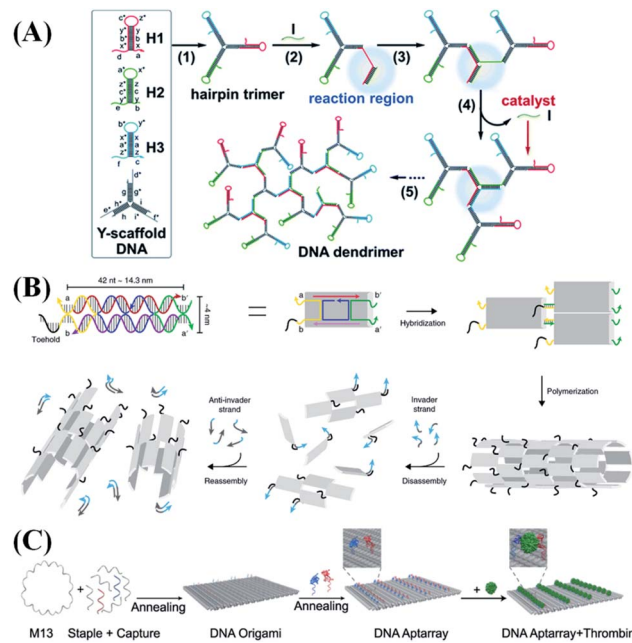 (A)
H1
H2
H3
Y-scaffold
DNA
(1)
hairpin trimer
I
(2)
reaction region
(3)
(4)
catalyst
I
(5)
DNA dendrimer
(B)
42 nt ~ 14.3 nm
~4 nm
a
b'
b
a'
Toehold
a
b'
b
a'
Hybridization
Polymerization
Invader
strand
Disassembly
Anti-invader
strand
Reassembly
(C)
M13
+
Staple + Capture
Annealing
DNA Origami
Annealing
DNA Aptarray
+
DNA Aptarray+Thrombin